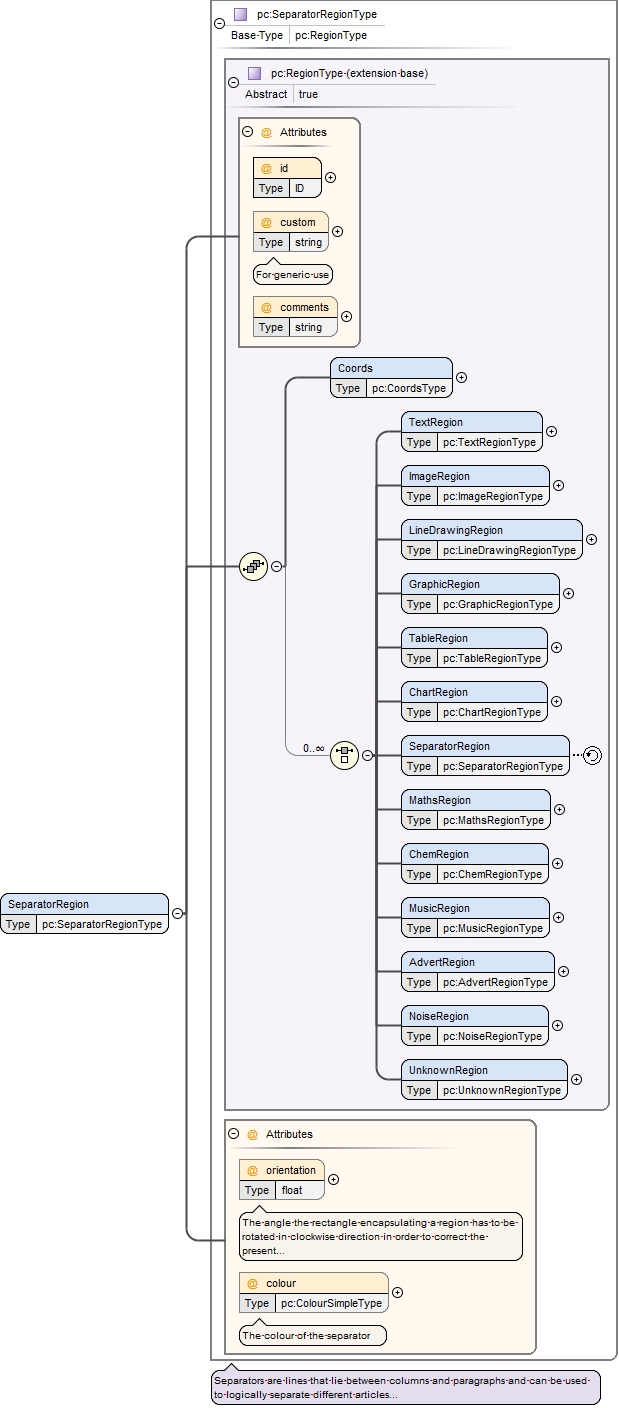 pc:SeparatorRegionType
Base-Type pc:RegionType
pc:RegionType-(extension base)
Abstract true
@ Attributes
@ id
Type ID
@ custom
Type string
For·generic·use
@ comments
Type string
Coords
Type pc:CoordsType
TextRegion
Type pc:TextRegionType
ImageRegion
Type pc:ImageRegionType
LineDrawingRegion
Type pc:LineDrawingRegionType
GraphicRegion
Type pc:GraphicRegionType
TableRegion
Type pc:TableRegionType
ChartRegion
Type pc:ChartRegionType
0..∞
SeparatorRegion
Type pc:SeparatorRegionType
MathsRegion
Type pc:MathsRegionType
ChemRegion
Type pc:ChemRegionType
SeparatorRegion
Type pc:SeparatorRegionType
MusicRegion
Type pc:MusicRegionType
AdvertRegion
Type pc:AdvertRegionType
NoiseRegion
Type pc:NoiseRegionType
UnknownRegion
Type pc:UnknownRegionType
@ Attributes
@ orientation
Type float
The·angle·the·rectangle·encapsulating·a·region·has·to·be·
rotated·in·clockwise·direction·in·order·to·correct·the·
present...
@ colour
Type pc:ColourSimpleType
The·colour·of·the·separator
Separators·are·lines·that·lie·between·columns·and·paragraphs·and·can·be·used·
to·logically·separate·different·articles...